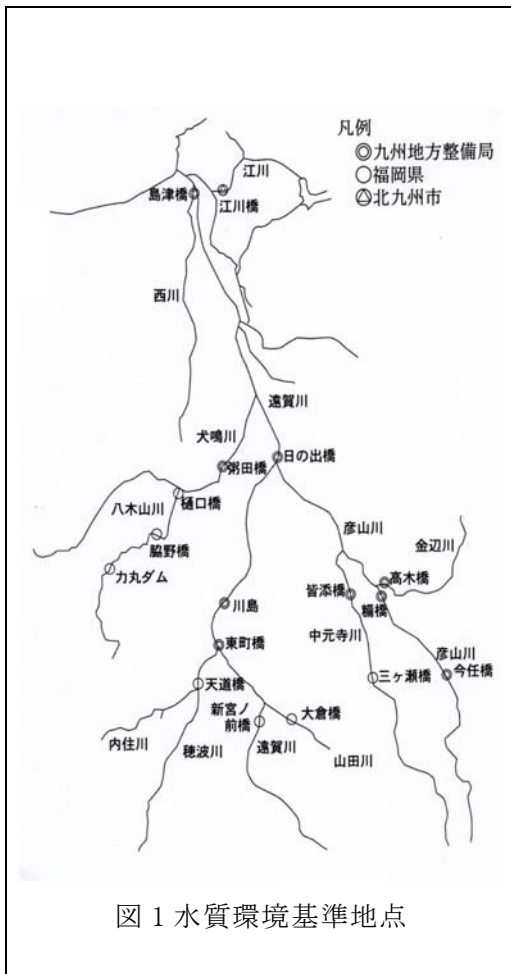 凡例
◎九州地方整備局
○福岡県
△北九州市
江川
島津橋
江川橋
西川
遠賀川
犬鳴川
粥田橋
日の出橋
八木山川
樋口橋
彦山川
金辺川
脇野橋
力丸ダム
高木橋
皆添橋
糒橋
川島
中元寺川
東町橋
彦山川
天道橋
三ヶ瀬橋
今任橋
新宮ノ
前橋
大倉橋
内住川
穂波川
遠賀川
山田川
図1水質環境基準地点